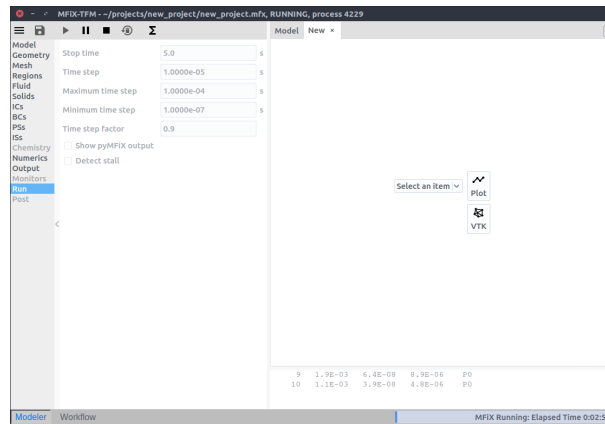 MFiX-TFM - ~/projects/new_project/new_project.mfx, RUNNING, process 4229
Model New ×
Model
Geometry
Mesh
Regions
Fluid
Solids
ICs
BCs
PSs
ISs
Chemistry
Numerics
Output
Monitors
Run
Post
Stop time 5.0 s
Time step 1.0000e-05 s
Maximum time step 1.0000e-04 s
Minimum time step 1.0000e-07 s
Time step factor 0.9
Show pyMFiX output
Detect stall
Select an item
Plot
VTK
9 1.9E-03 6.4E-08 8.9E-06 P0
10 1.1E-03 3.9E-08 4.8E-06 P0
Modeler Workflow
MFiX Running: Elapsed Time 0:02:5